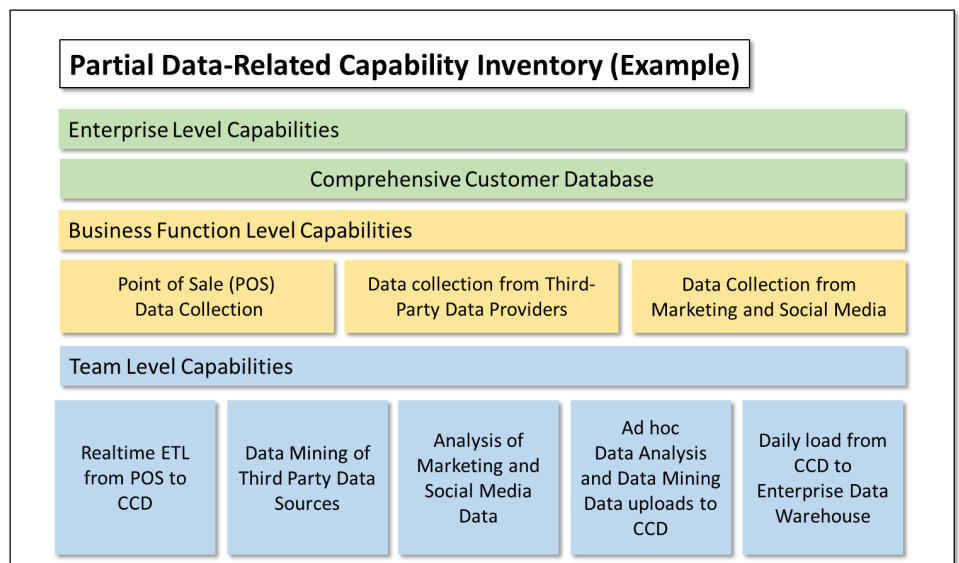 Partial Data-Related Capability Inventory (Example)
Enterprise Level Capabilities
Comprehensive Customer Database
Business Function Level Capabilities
Point of Sale (POS)
Data Collection
Data collection from Third-
Party Data Providers
Data Collection from
Marketing and Social Media
Team Level Capabilities
Realtime ETL
from POS to
CCD
Data Mining of
Third Party Data
Sources
Analysis of
Marketing and
Social Media
Data
Ad hoc
Data Analysis
and Data Mining
Data uploads to
CCD
Daily load from
CCD to
Enterprise Data
Warehouse